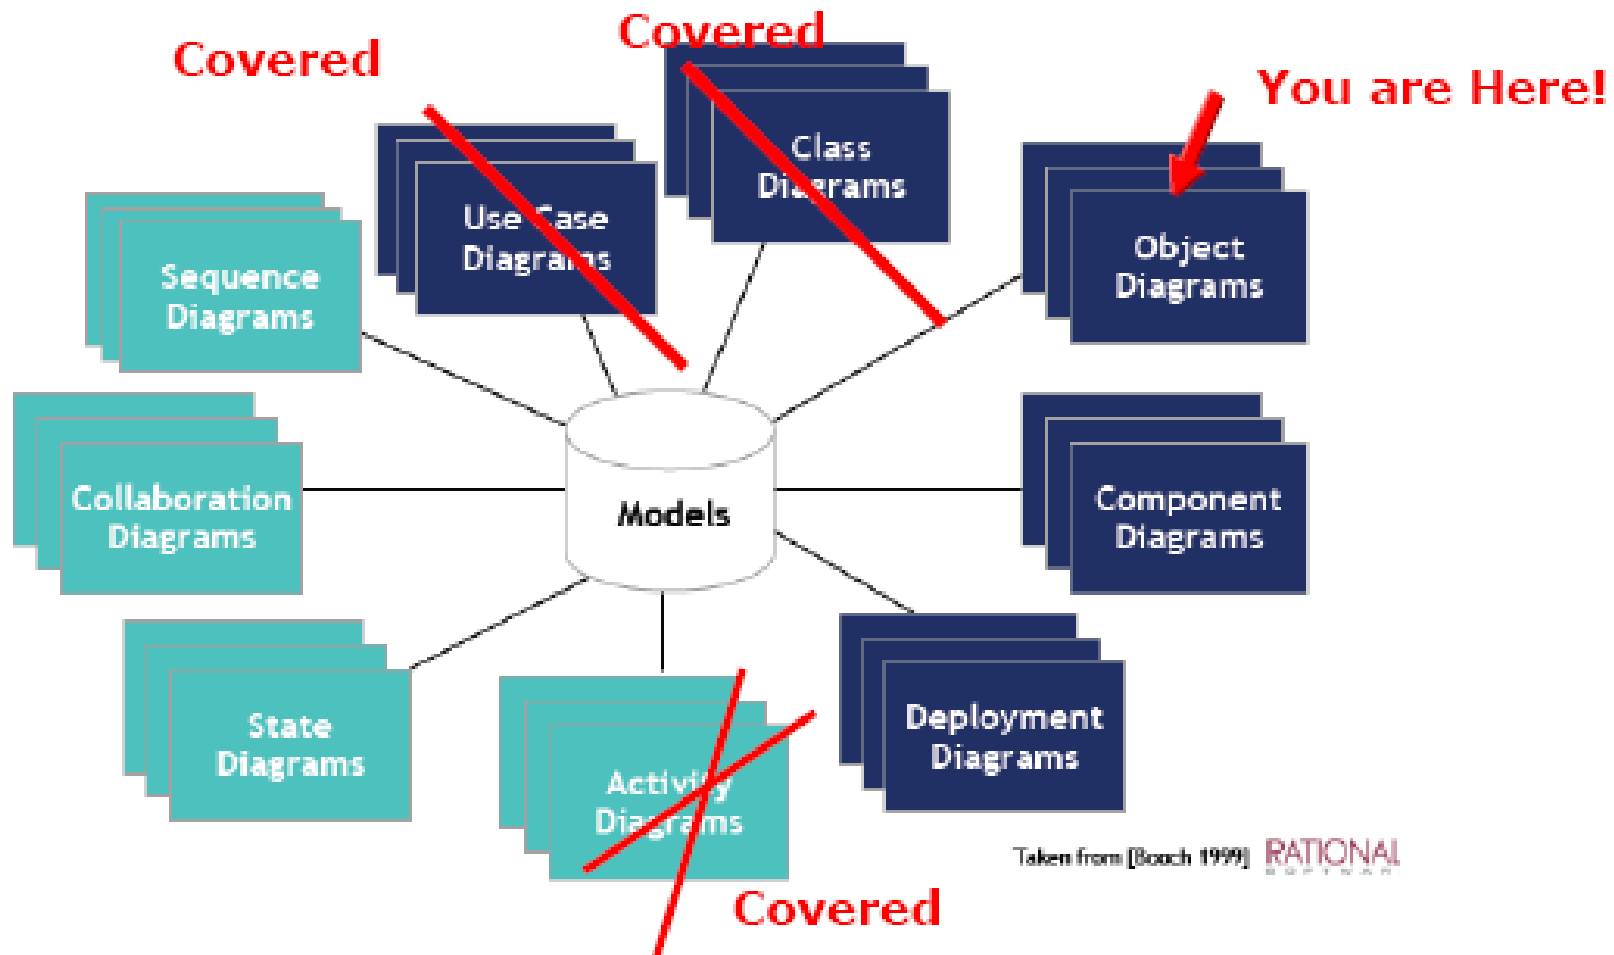 Covered
Covered
You are Here!
Class
Diagrams
Use Case
Diagrams
Object
Diagrams
Sequence
Diagrams
Collaboration
Diagrams
Models
Component
Diagrams
State
Diagrams
Activity
Diagrams
Deployment
Diagrams
Taken from [Booch 1999]
RATIONAL
SOFTWARE
Covered